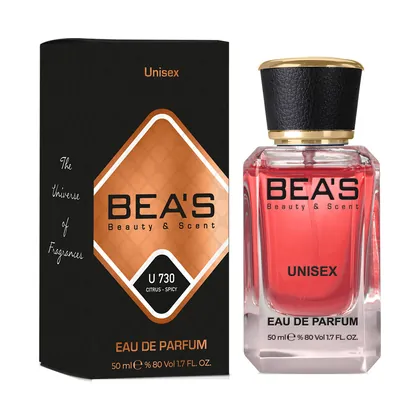 Unisex
The
Universe
of
Fragrances
BEA'S
Beauty & Scent
U 730
CITRUS - SPICY
EAU DE PARFUM
50 ml ℮ % 80 Vol 1.7 FL. OZ.
BEA'S
Beauty & Scent
UNISEX
EAU DE PARFUM
50 ml ℮ % 80 Vol 1.7 FL. OZ.